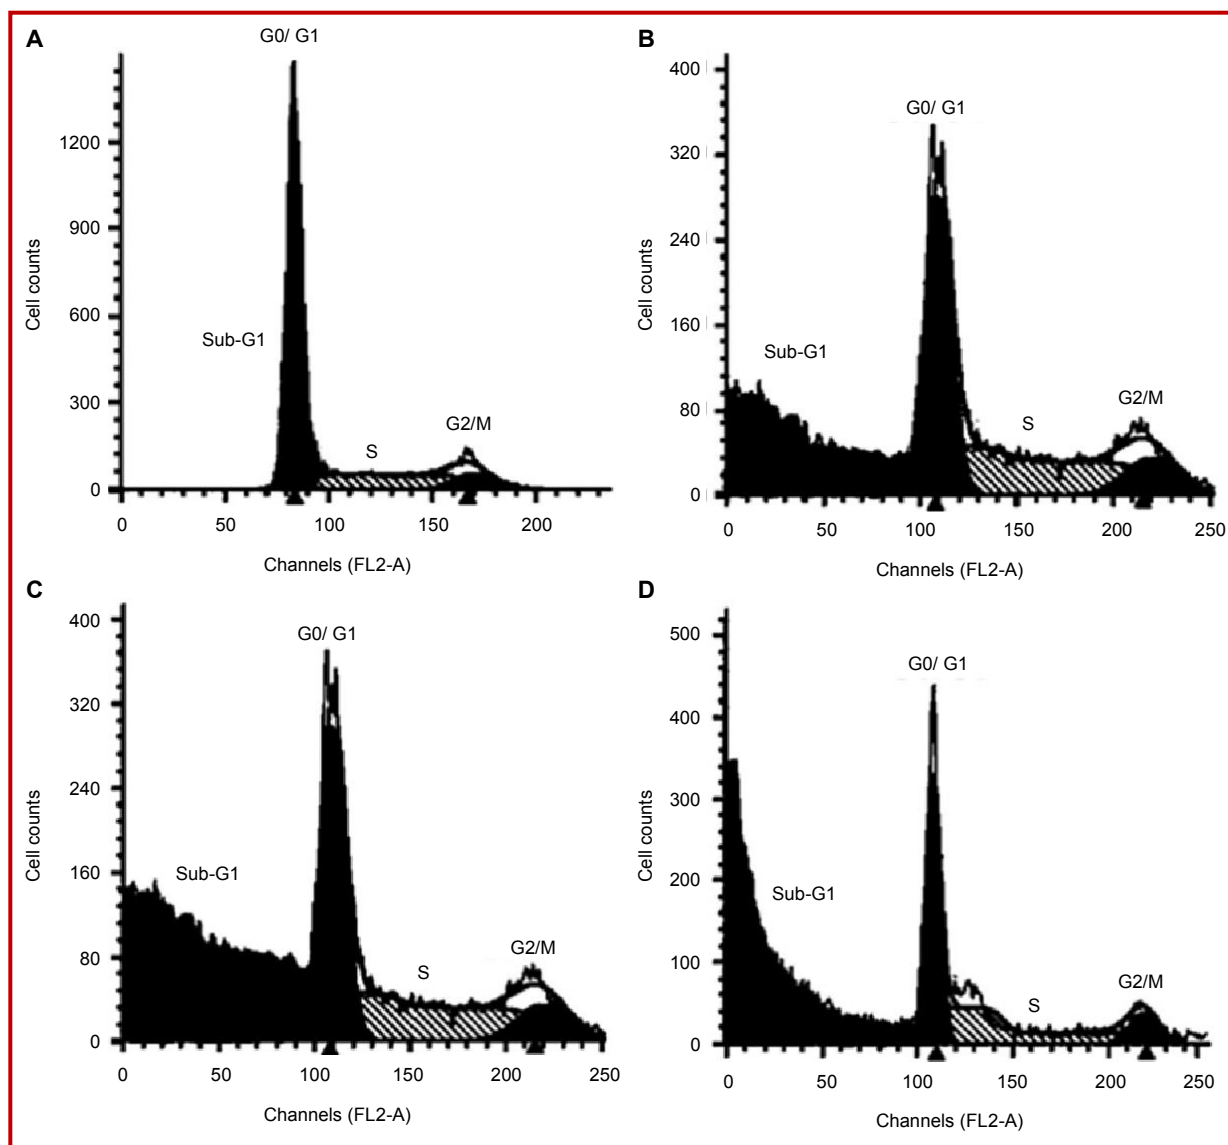 A
G0/ G1
1200
900
600
300
0
Cell counts
Sub-G1
S
G2/M
0 50 100 150 200
Channels (FL2-A)
B
400
320
240
160
80
0
Cell counts
G0/ G1
Sub-G1
S
G2/M
0 50 100 150 200 250
Channels (FL2-A)
C
400
320
240
160
80
0
Cell counts
G0/ G1
Sub-G1
S
G2/M
0 50 100 150 200 250
Channels (FL2-A)
D
500
400
300
200
100
0
Cell counts
G0/ G1
Sub-G1
S
G2/M
0 50 100 150 200 250
Channels (FL2-A)